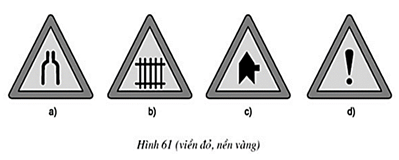 a) b) c) d)
Hình 61 (viền đỏ, nền vàng)